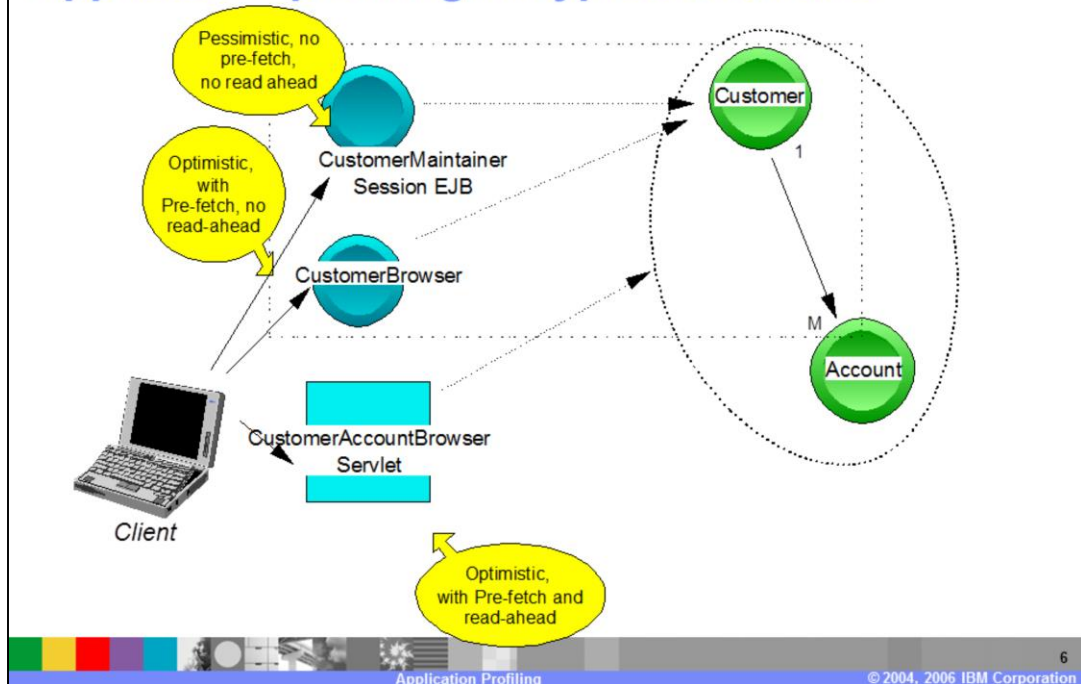 Pessimistic, no
pre-fetch,
no read ahead
Customer
1
CustomerMaintainer
Session EJB
Optimistic,
with
Pre-fetch, no
read-ahead
CustomerBrowser
M
Account
CustomerAccountBrowser
Servlet
Client
Optimistic,
with Pre-fetch and
read-ahead
6
Application Profiling
© 2004, 2006 IBM Corporation